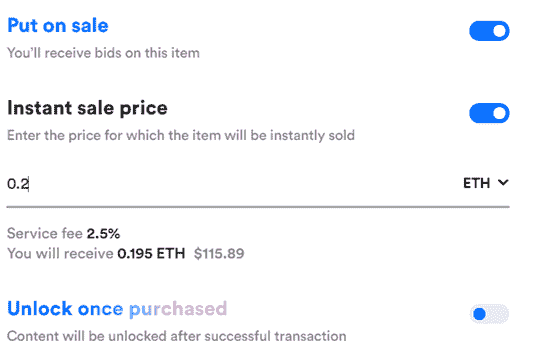 Put on sale
You'll receive bids on this item
Instant sale price
Enter the price for which the item will be instantly sold
0.2 ETH
Service fee 2.5%
You will receive 0.195 ETH $115.89
Unlock once purchased
Content will be unlocked after successful transaction